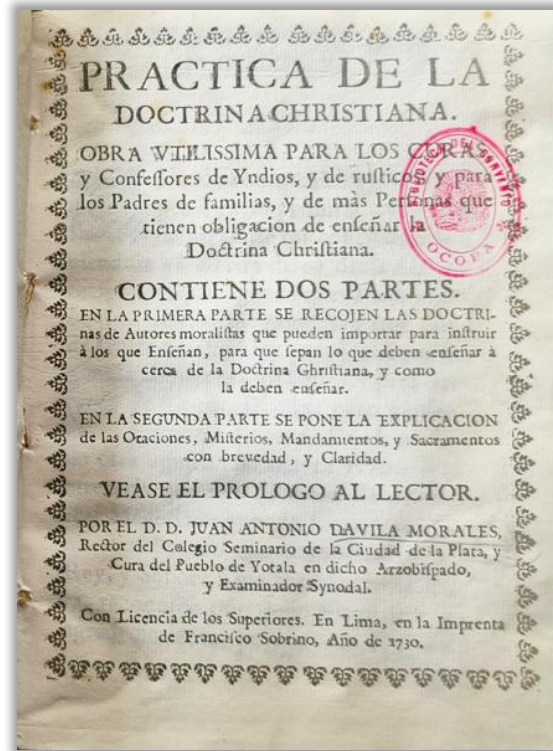 PRACTICA DE LA
DOCTRINA CHRISTIANA.
OBRA VTILISSIMA PARA LOS CURAS,
y Confeſſores de Yndios, y de ruſticos, y para
los Padres de familias, y de màs Perſonas que
tienen obligacion de enſeñar la
Doctrina Chriſtiana.
CONTIENE DOS PARTES.
EN LA PRIMERA PARTE SE RECOJEN LAS DOCTRI-
nas de Autores moraliſtas que pueden importar para inſtruir
à los que Enſeñan, para que ſepan lo que deben enſeñar à
cerca de la Doctrina Ghriſtiana, y como
la deben enſeñar.
EN LA SEGUNDA PARTE SE PONE LA EXPLICACION
de las Oraciones, Miſterios, Mandamientos, y Sacramentos
con brevedad, y Claridad.
VEASE EL PROLOGO AL LECTOR.
POR EL D. D. JUAN ANTONIO DAVILA MORALES,
Rector del Colegio Seminario de la Ciudad de la Plata, y
Cura del Pueblo de Yotala en dicho Arzobiſpado,
y Examinador Synodal.
Con Licencia de los Superiores. En Lima, en la Imprenta
de Franciſco Sobrino, Año de 1730.
BIBLIOTECA DEL CONVENTO
OCOPA